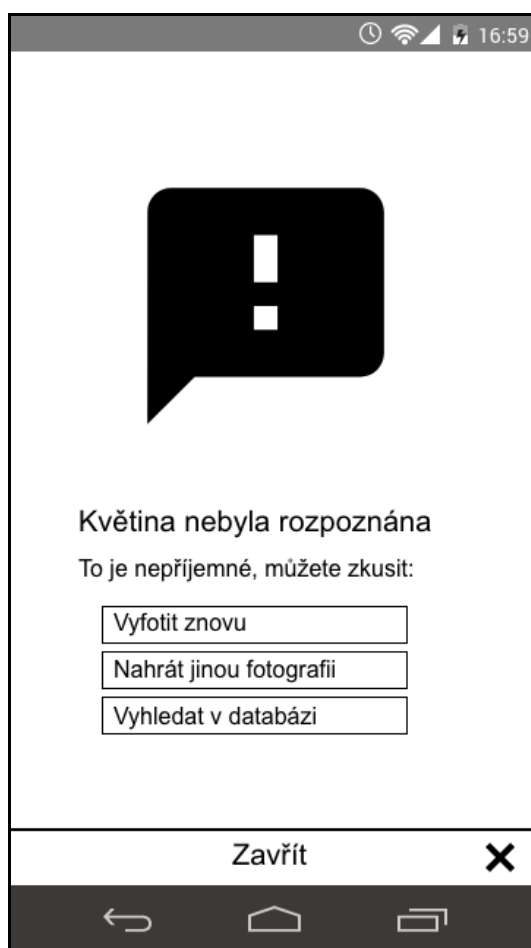 16:59
Květina nebyla rozpoznána
To je nepříjemné, můžete zkusit:
Vyfotit znovu
Nahrát jinou fotografii
Vyhledat v databázi
Zavřít